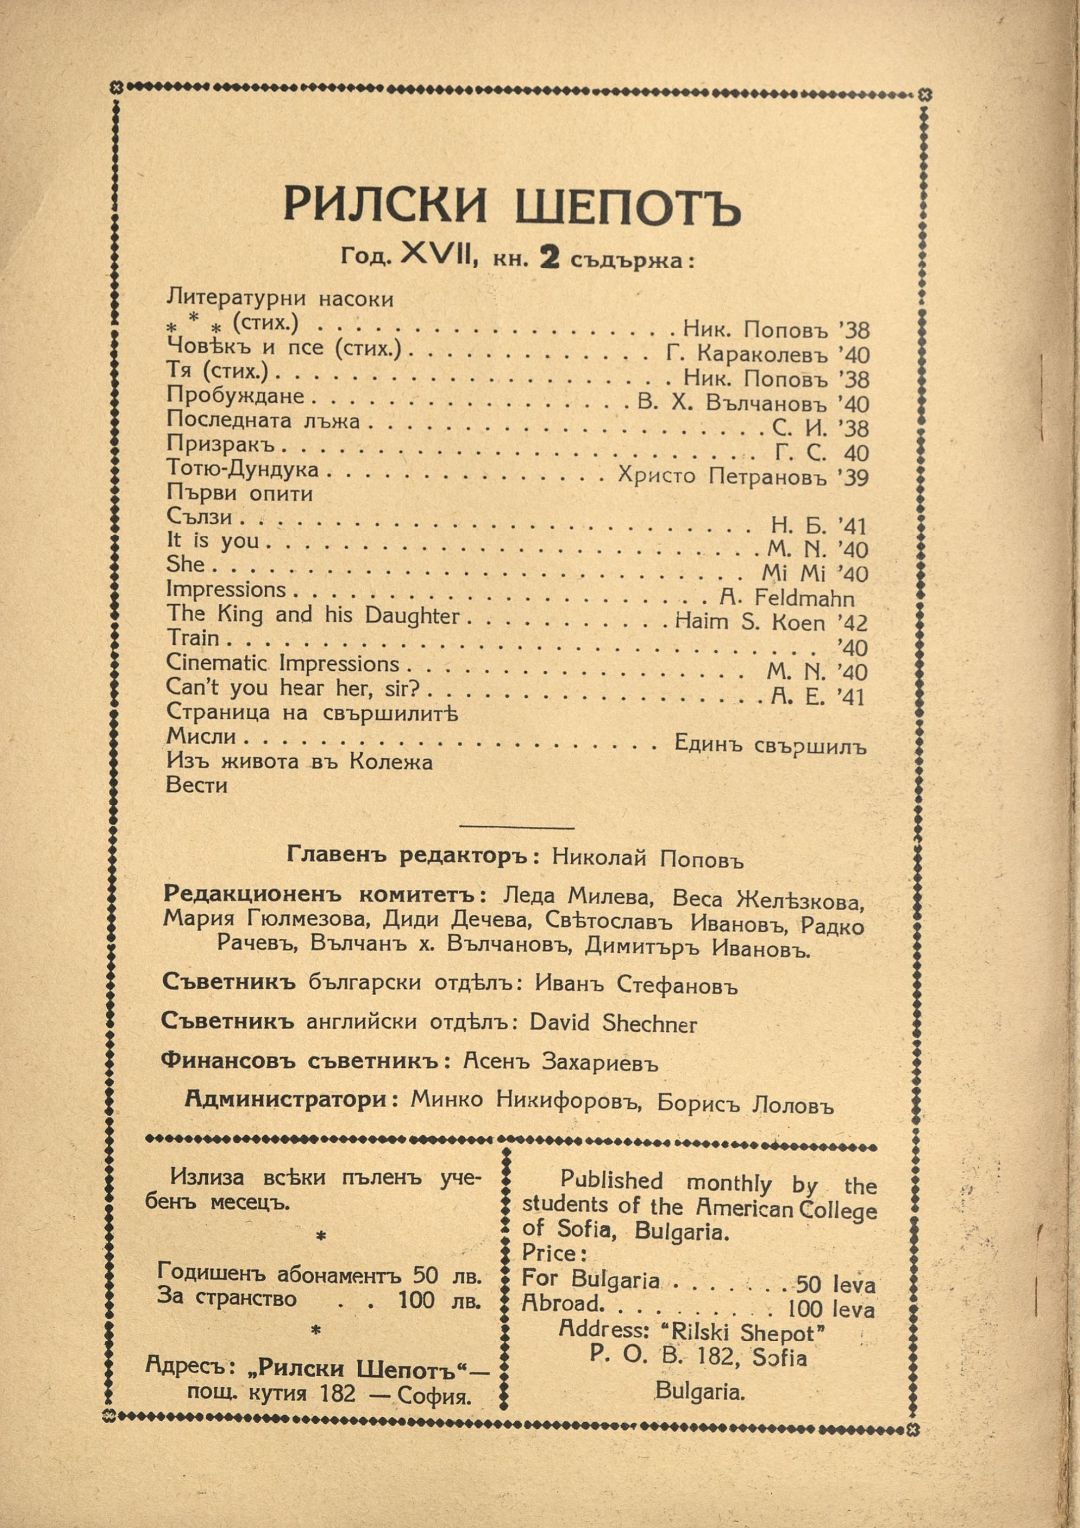 РИЛСКИ ШЕПОТЪ
Год. XVII, кн. 2 съдържа:
Литературни насоки
* * * (стих.) . . . . . . . . . . . . . . . . . . . Ник. Поповъ '38
Човѣкъ и псе (стих.) . . . . . . . . . . . . . Г. Караколевъ '40
Тя (стих.) . . . . . . . . . . . . . . . . . . . . . Ник. Поповъ '38
Пробуждане . . . . . . . . . . . . . . . . . В. Х. Вълчановъ '40
Последната лъжа . . . . . . . . . . . . . . . . . . . . . С. И. '38
Призракъ . . . . . . . . . . . . . . . . . . . . . . . . . Г. С. 40
Тотю-Дундука . . . . . . . . . . . . . . . Христо Петрановъ '39
Първи опити
Сълзи . . . . . . . . . . . . . . . . . . . . . . . . . . . Н. Б. '41
It is you . . . . . . . . . . . . . . . . . . . . . . . . . . M. N. '40
She . . . . . . . . . . . . . . . . . . . . . . . . . . . . Mi Mi '40
Impressions . . . . . . . . . . . . . . . . . . . . . . A. Feldmahn
The King and his Daughter . . . . . . . . . . . Haim S. Koen '42
Train . . . . . . . . . . . . . . . . . . . . . . . . . . . . . . . '40
Cinematic Impressions . . . . . . . . . . . . . . . . . . M. N. '40
Can't you hear her, sir? . . . . . . . . . . . . . . . . . . A. E. '41
Страница на свършилитѣ
Мисли . . . . . . . . . . . . . . . . . . . . . . Единъ свършилъ
Изъ живота въ Колежа
Вести
Главенъ редакторъ: Николай Поповъ
Редакционенъ комитетъ: Леда Милева, Веса Желѣзкова,
Мария Гюлмезова, Диди Дечева, Свѣтославъ Ивановъ, Радко
Рачевъ, Вълчанъ х. Вълчановъ, Димитъръ Ивановъ.
Съветникъ български отдѣлъ: Иванъ Стефановъ
Съветникъ английски отдѣлъ: David Shechner
Финансовъ съветникъ: Асенъ Захариевъ
Администратори: Минко Никифоровъ, Борисъ Лоловъ
Излиза всѣки пъленъ уче-
бенъ месецъ.
*
Годишенъ абонаментъ 50 лв.
За странство . . 100 лв.
*
Адресъ: „Рилски Шепотъ“—
пощ. кутия 182 — София.
Published monthly by the
students of the American College
of Sofia, Bulgaria.
Price:
For Bulgaria . . . . . . 50 leva
Abroad. . . . . . . . . . 100 leva
Address: “Rilski Shepot”
P. O. B. 182, Sofia
Bulgaria.